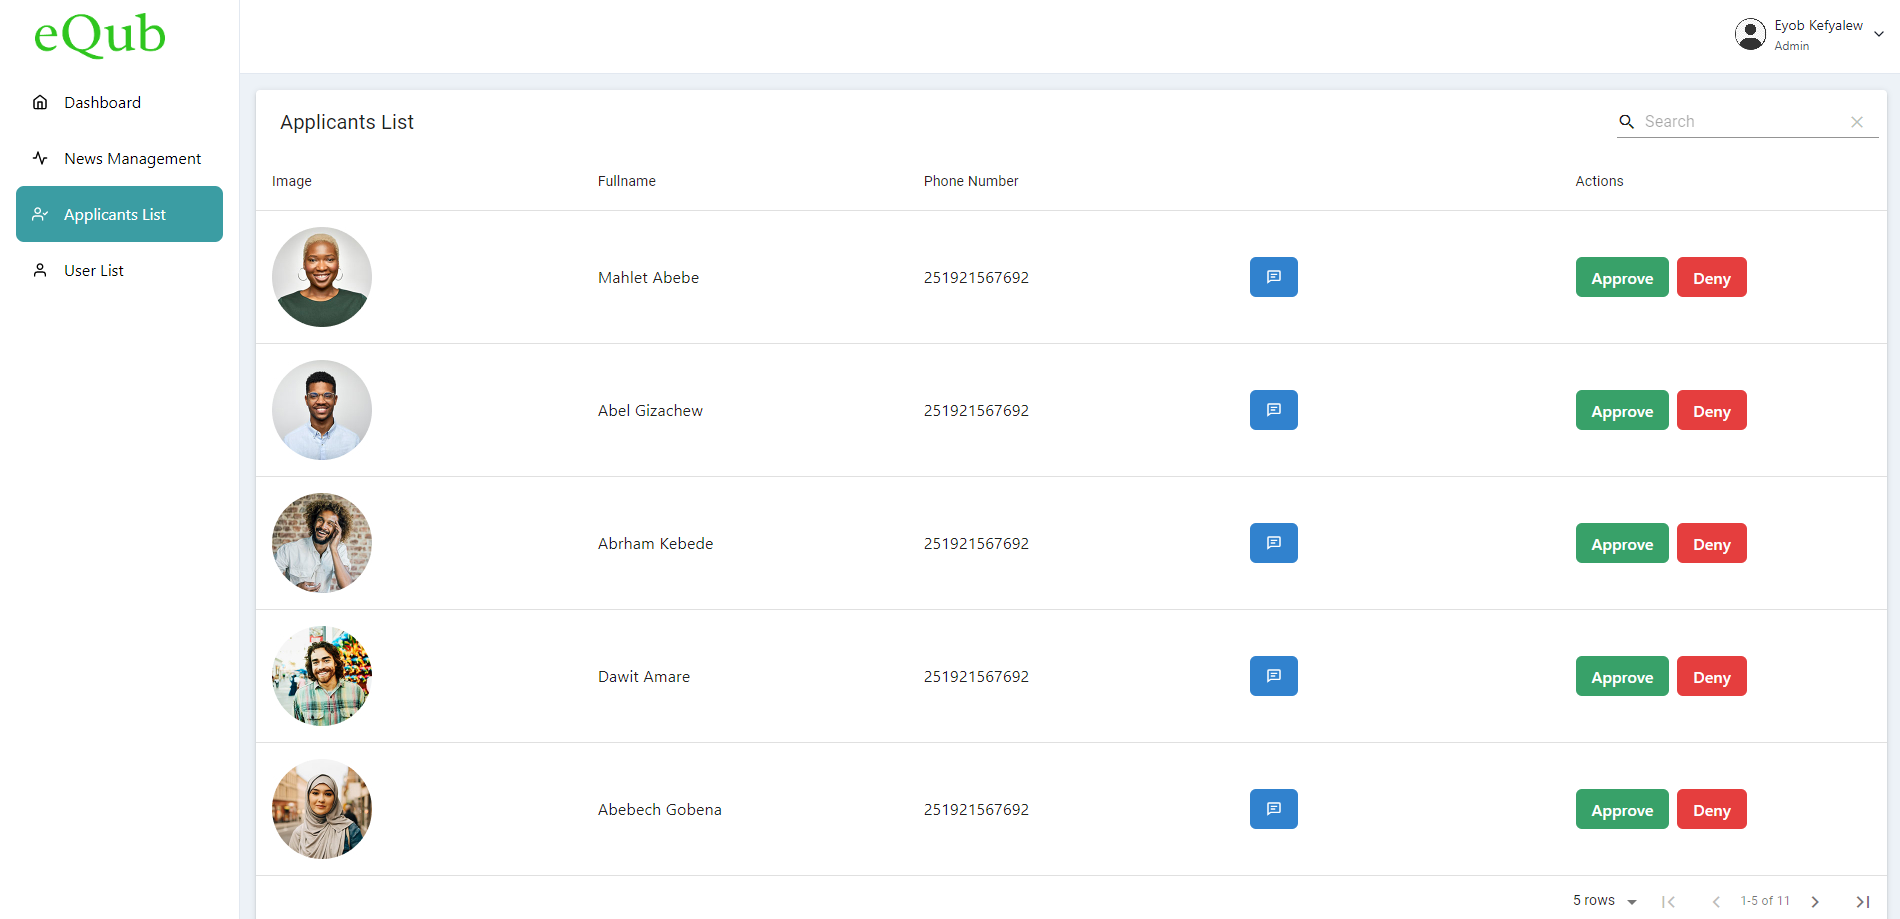 eQub
Eyob Kefyalew
Admin
Dashboard
News Management
Applicants List
User List
Applicants List
Search
Image Fullname Phone Number Actions
Mahlet Abebe 251921567692 Approve Deny
Abel Gizachew 251921567692 Approve Deny
Abrham Kebede 251921567692 Approve Deny
Dawit Amare 251921567692 Approve Deny
Abebech Gobena 251921567692 Approve Deny
5 rows 1-5 of 11